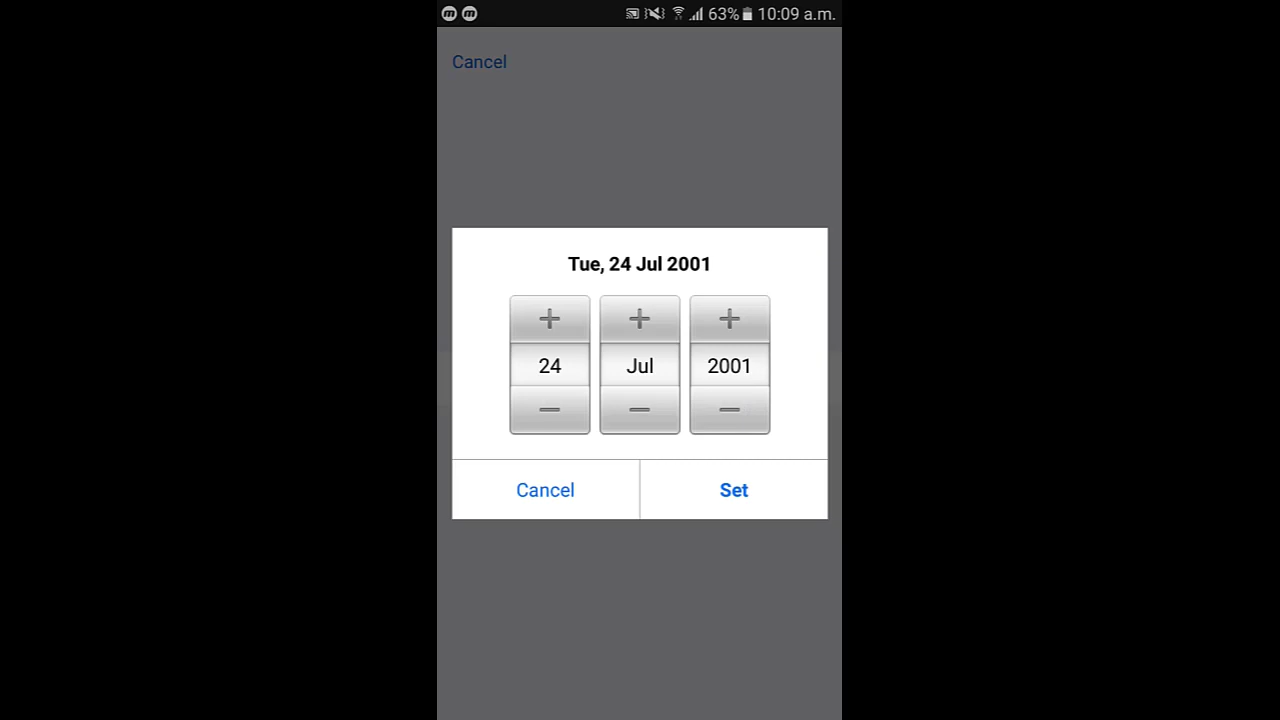 63% 10:09 a.m.
Cancel
Tue, 24 Jul 2001
+ + +
24 Jul 2001
— — —
Cancel Set